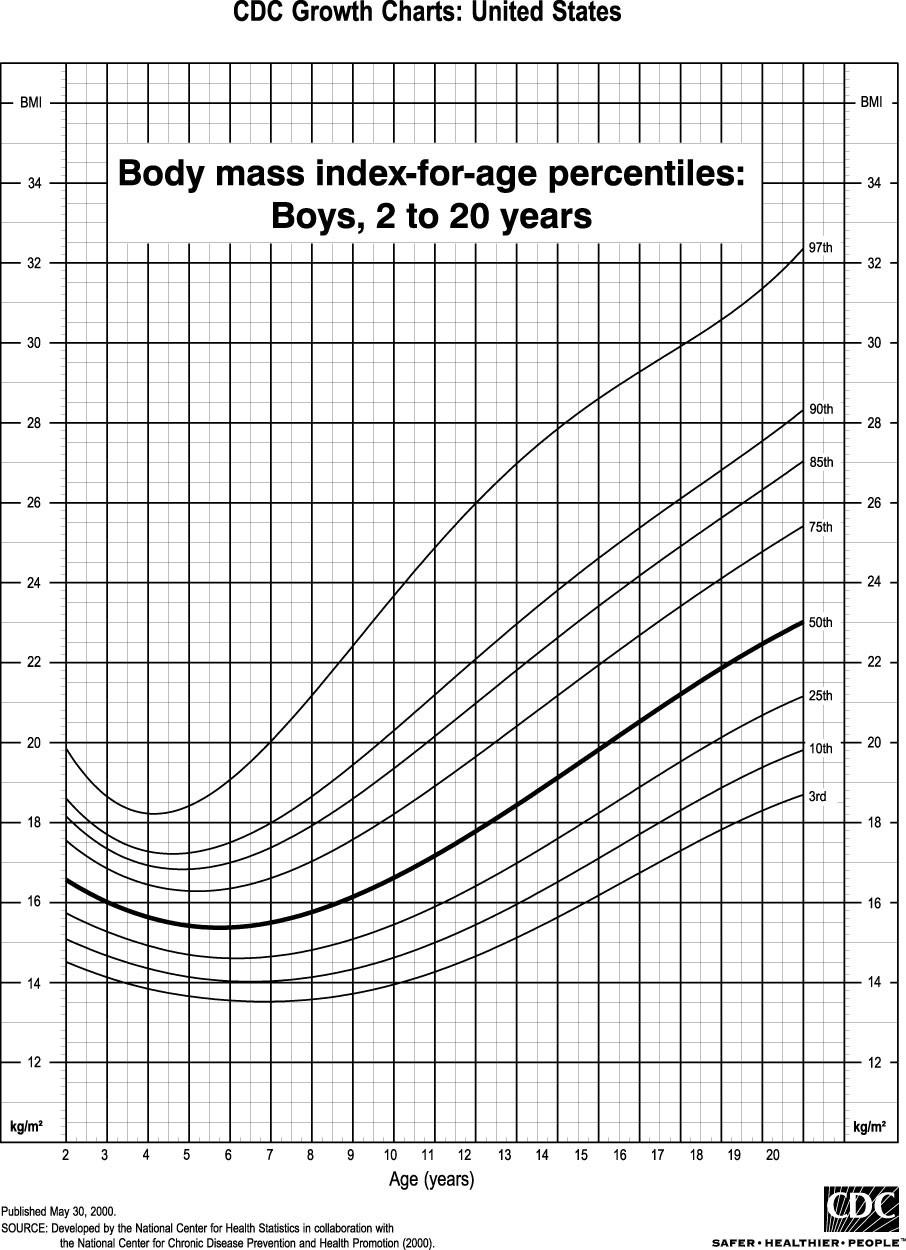 CDC Growth Charts: United States
BMI BMI
Body mass index-for-age percentiles:
34 34
Boys, 2 to 20 years
97th
32 32
30 30
90th
28 28
85th
26 26
75th
24 24
50th
22 22
25th
20 20
10th
3rd
18 18
16 16
14 14
12 12
kg/m² kg/m²
2 3 4 5 6 7 8 9 10 11 12 13 14 15 16 17 18 19 20
Age (years)
Published May 30, 2000.
SOURCE: Developed by the National Center for Health Statistics in collaboration with
the National Center for Chronic Disease Prevention and Health Promotion (2000).
CDC
SAFER • HEALTHIER • PEOPLE™